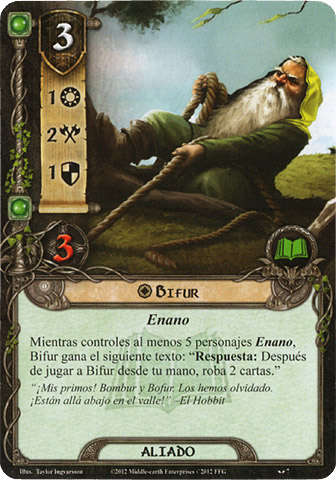 3
1
2
1
3
Bifur
Enano
Mientras controles al menos 5 personajes Enano,
Bifur gana el siguiente texto: “Respuesta: Después
de jugar a Bifur desde tu mano, roba 2 cartas.”
“¡Mis primos! Bombur y Bofur. Los hemos olvidado.
¡Están allá abajo en el valle!” –El Hobbit
Illus. Taylor Ingvarsson
©2012 Middle-earth Enterprises ©2012 FFG
7
ALIADO